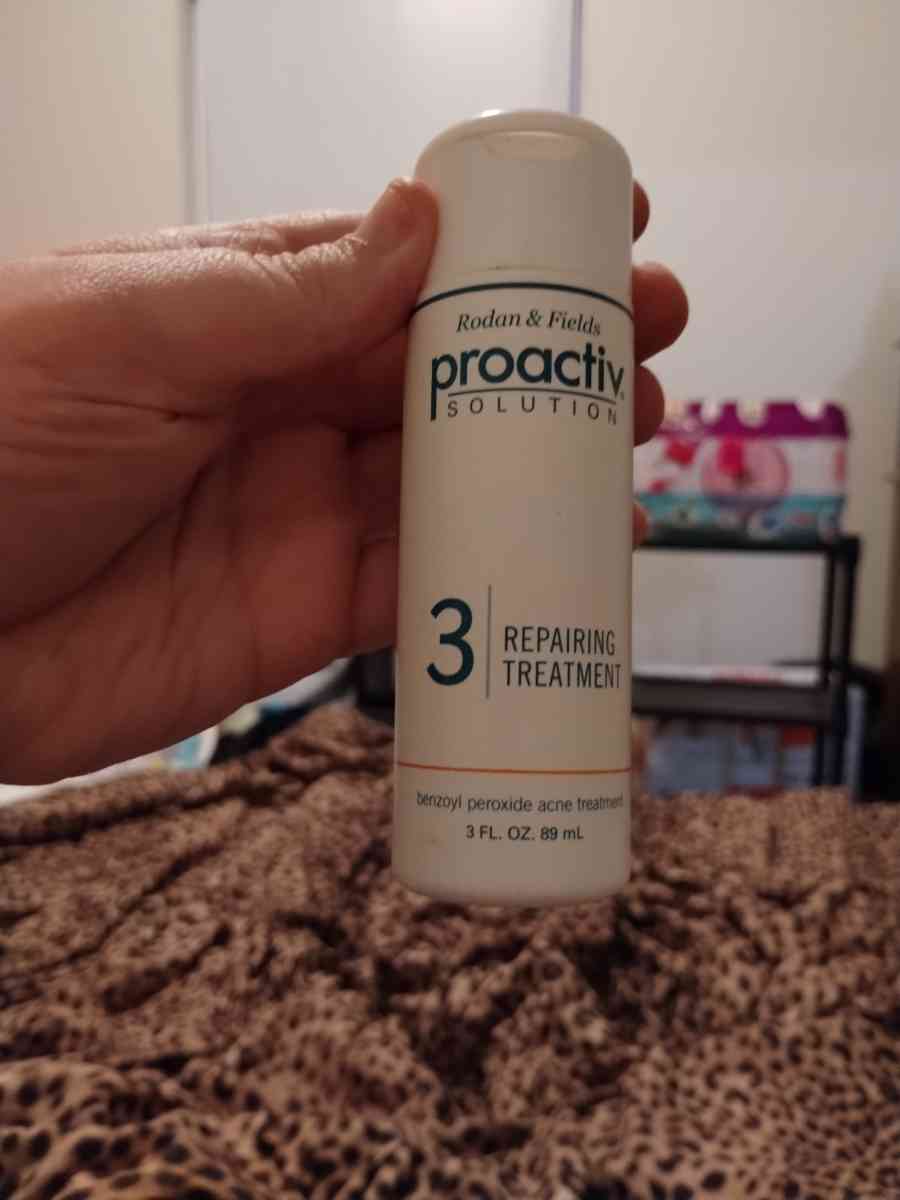 Rodan & Fields
proactiv
SOLUTION
3
REPAIRING
TREATMENT
benzoyl peroxide acne treatment
3 FL. OZ. 89 mL